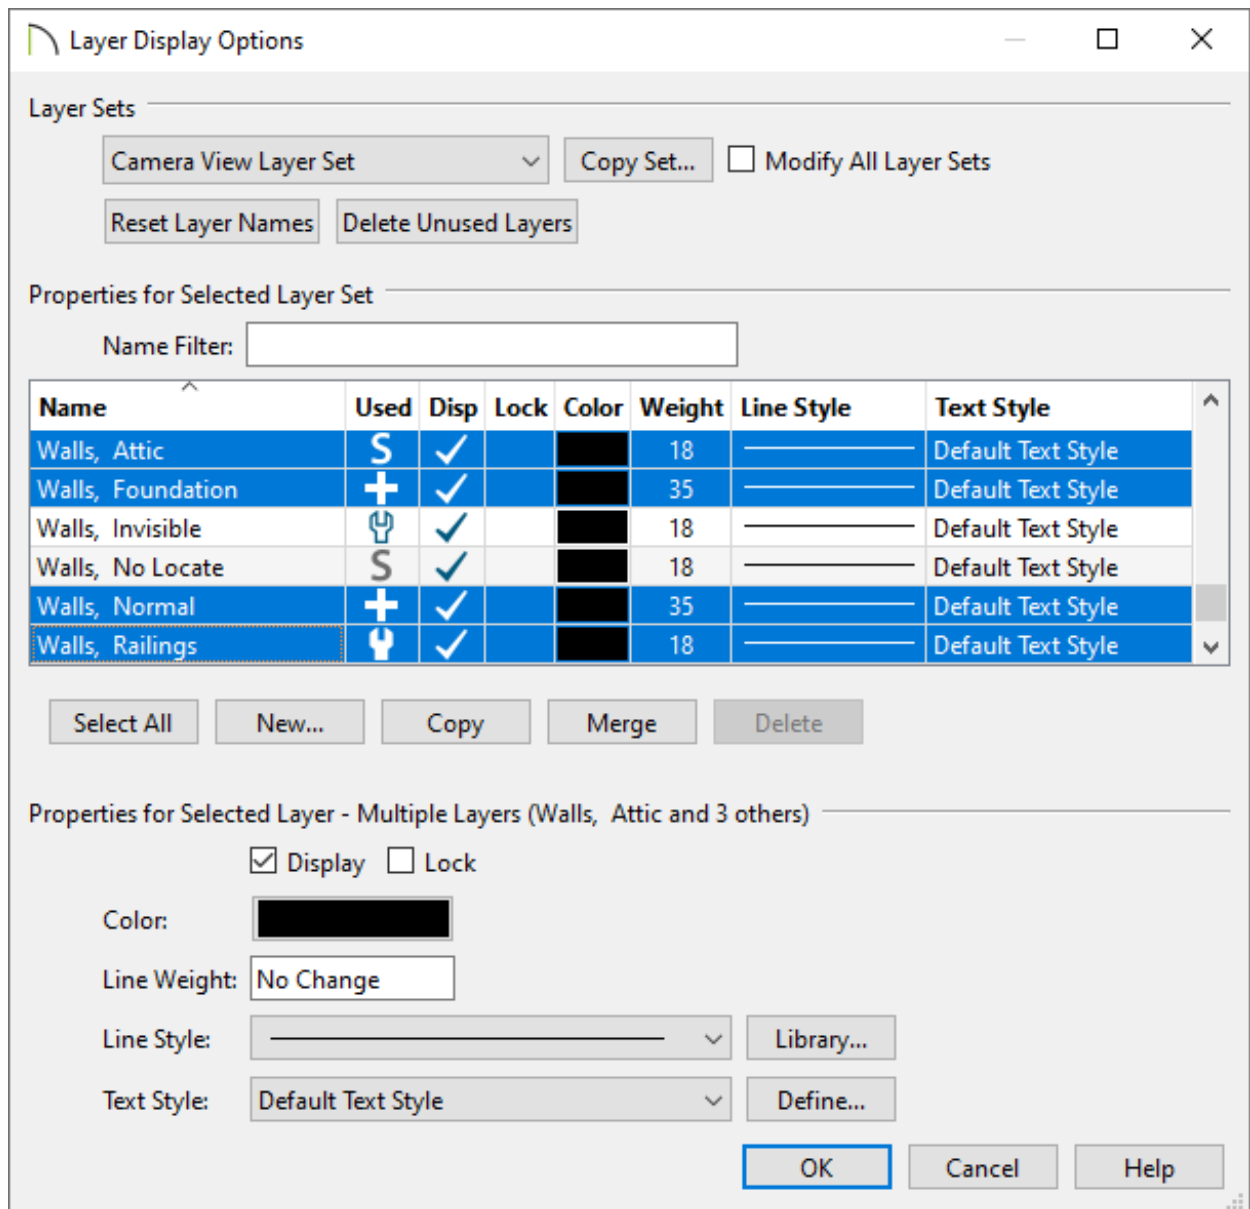 Layer Display Options
Layer Sets
Camera View Layer Set Copy Set... Modify All Layer Sets
Reset Layer Names Delete Unused Layers
Properties for Selected Layer Set
Name Filter:
Name Used Disp Lock Color Weight Line Style Text Style
Walls, Attic S 18 Default Text Style
Walls, Foundation 35 Default Text Style
Walls, Invisible 18 Default Text Style
Walls, No Locate S 18 Default Text Style
Walls, Normal 35 Default Text Style
Walls, Railings 18 Default Text Style
Select All New... Copy Merge Delete
Properties for Selected Layer - Multiple Layers (Walls, Attic and 3 others)
Display Lock
Color:
Line Weight: No Change
Line Style: Library...
Text Style: Default Text Style Define...
OK Cancel Help